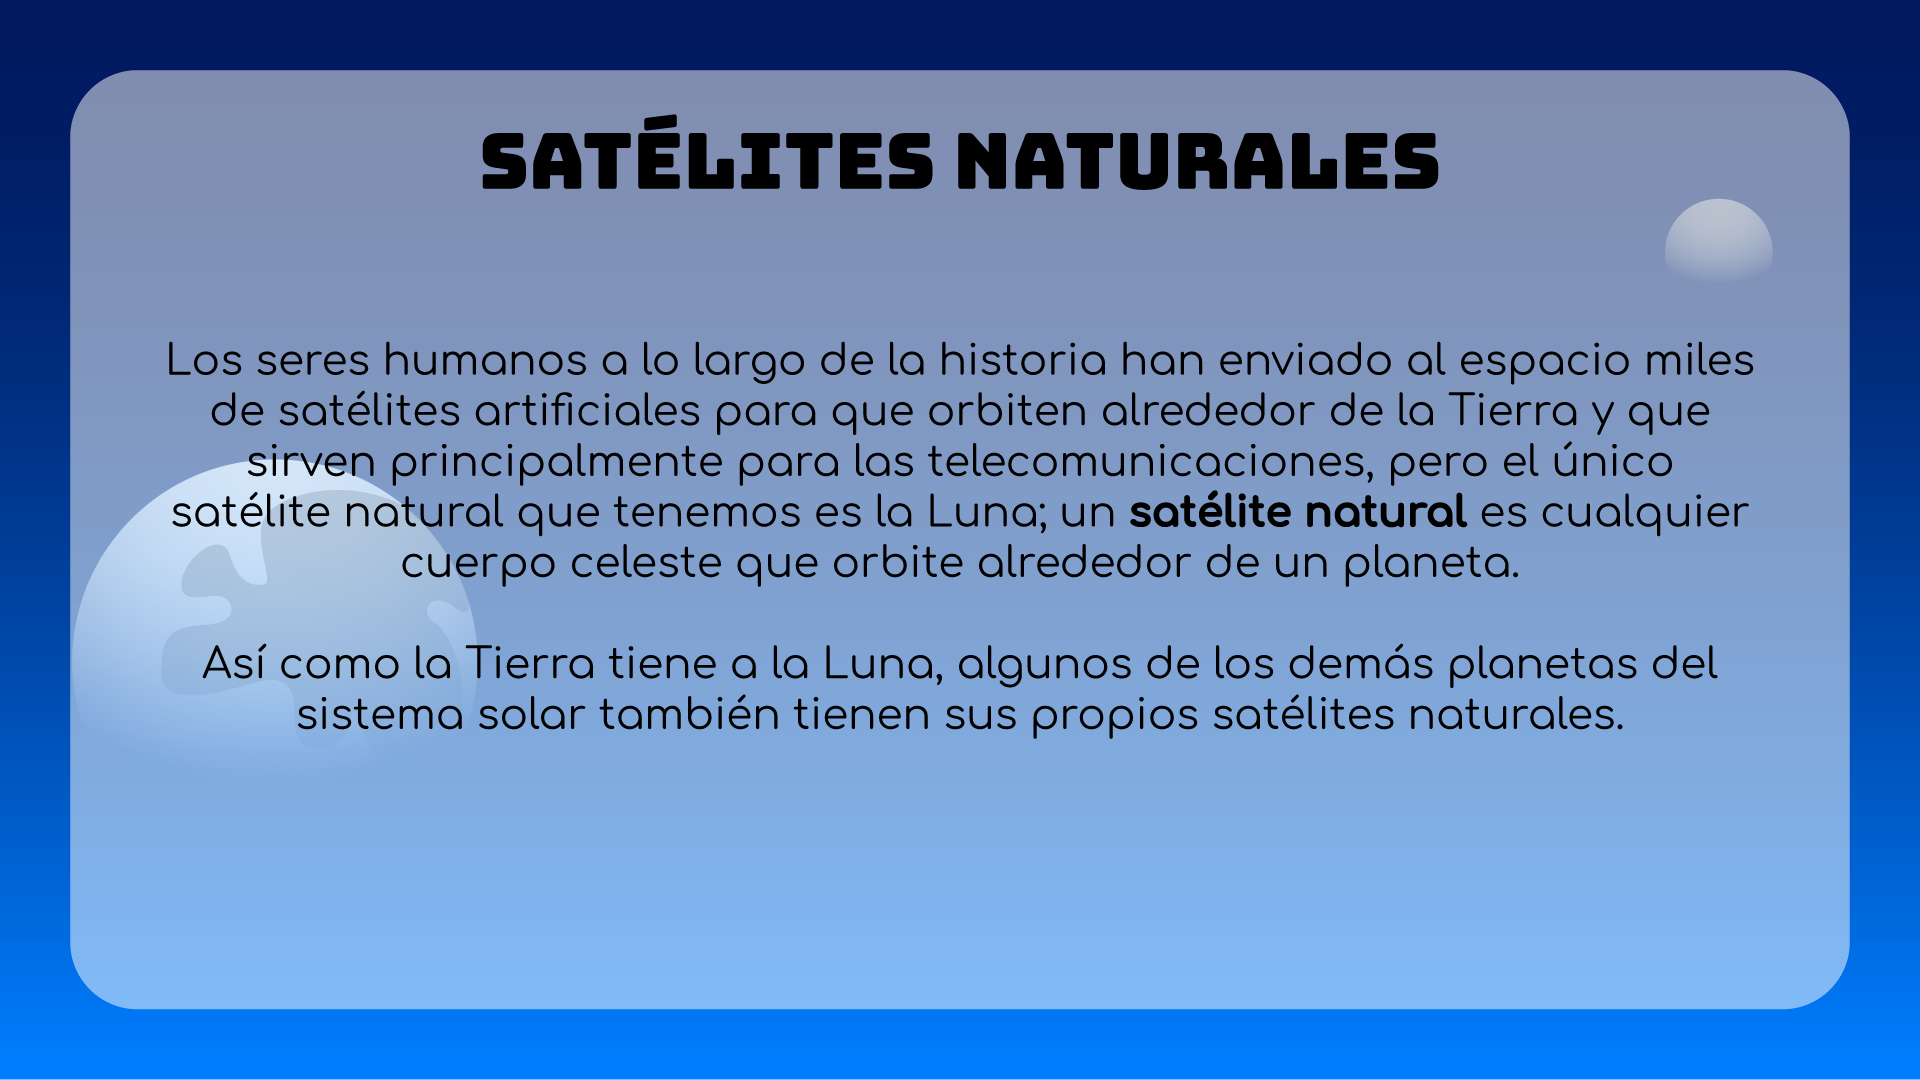 SATÉLITES NATURALES
Los seres humanos a lo largo de la historia han enviado al espacio miles
de satélites artificiales para que orbiten alrededor de la Tierra y que
sirven principalmente para las telecomunicaciones, pero el único
satélite natural que tenemos es la Luna; un satélite natural es cualquier
cuerpo celeste que orbite alrededor de un planeta.
Así como la Tierra tiene a la Luna, algunos de los demás planetas del
sistema solar también tienen sus propios satélites naturales.